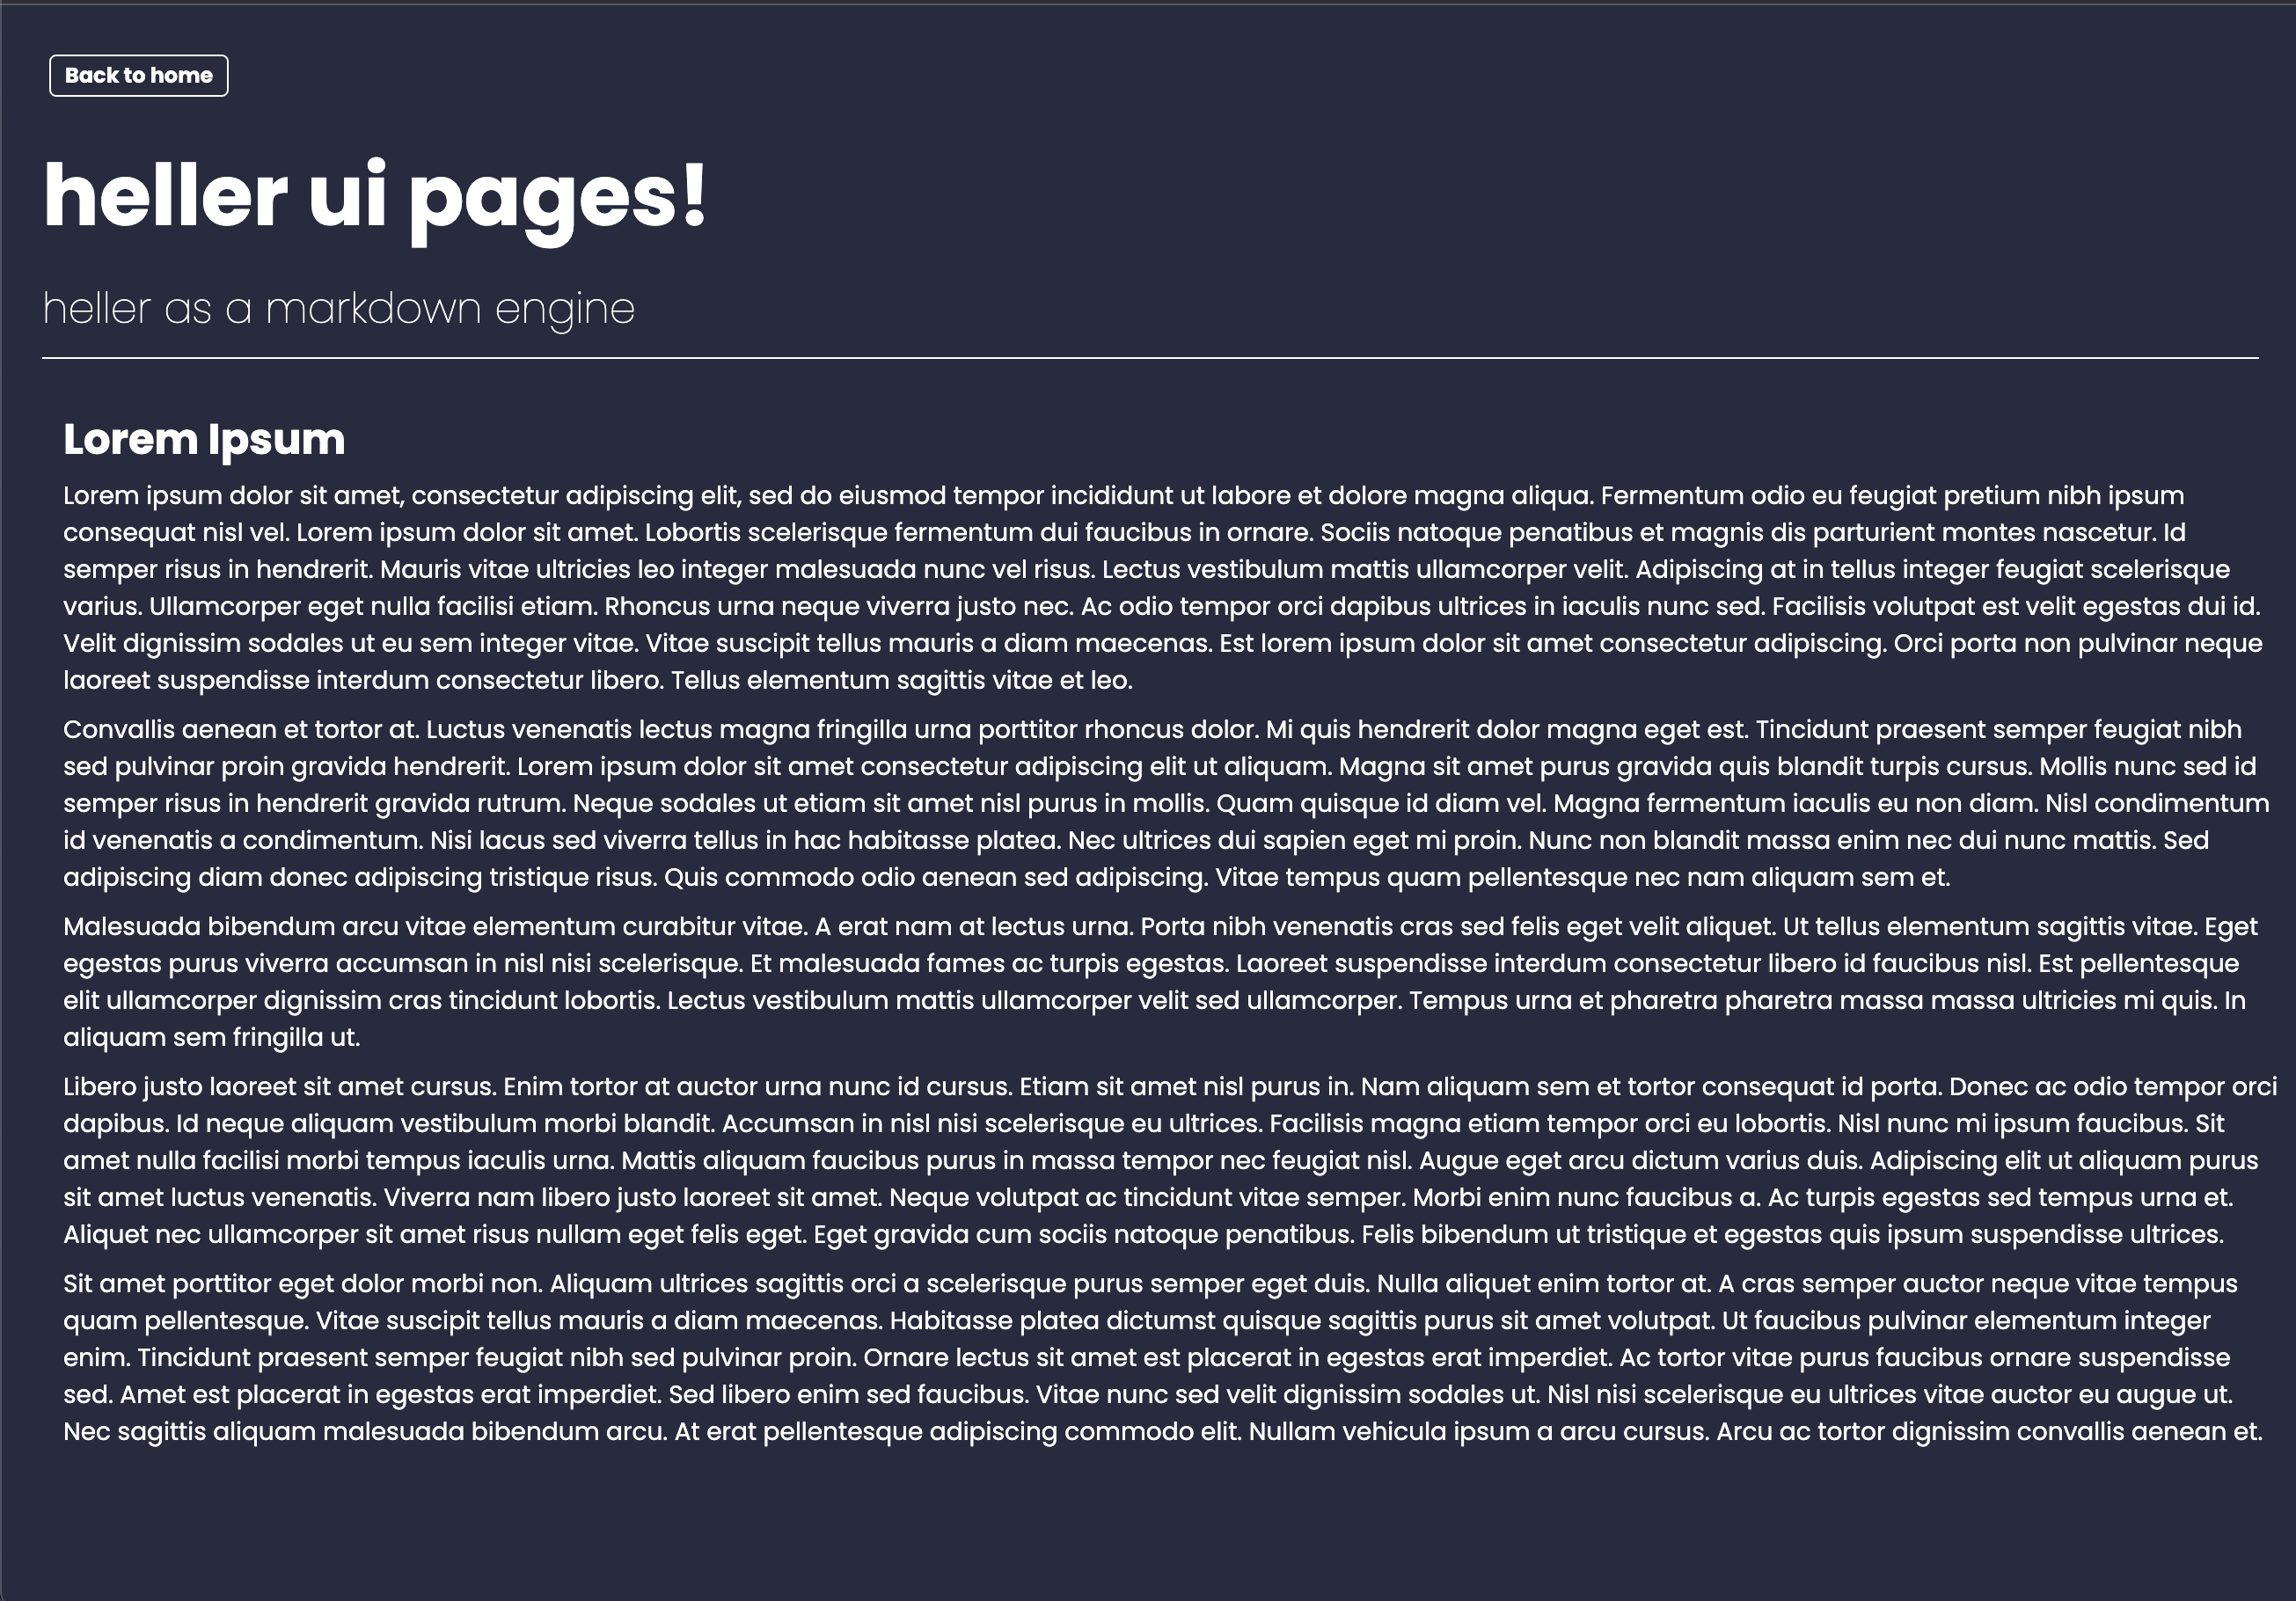 Back to home
heller ui pages!
heller as a markdown engine
Lorem Ipsum
Lorem ipsum dolor sit amet, consectetur adipiscing elit, sed do eiusmod tempor incididunt ut labore et dolore magna aliqua. Fermentum odio eu feugiat pretium nibh ipsum
consequat nisl vel. Lorem ipsum dolor sit amet. Lobortis scelerisque fermentum dui faucibus in ornare. Sociis natoque penatibus et magnis dis parturient montes nascetur. Id
semper risus in hendrerit. Mauris vitae ultricies leo integer malesuada nunc vel risus. Lectus vestibulum mattis ullamcorper velit. Adipiscing at in tellus integer feugiat scelerisque
varius. Ullamcorper eget nulla facilisi etiam. Rhoncus urna neque viverra justo nec. Ac odio tempor orci dapibus ultrices in iaculis nunc sed. Facilisis volutpat est velit egestas dui id.
Velit dignissim sodales ut eu sem integer vitae. Vitae suscipit tellus mauris a diam maecenas. Est lorem ipsum dolor sit amet consectetur adipiscing. Orci porta non pulvinar neque
laoreet suspendisse interdum consectetur libero. Tellus elementum sagittis vitae et leo.
Convallis aenean et tortor at. Luctus venenatis lectus magna fringilla urna porttitor rhoncus dolor. Mi quis hendrerit dolor magna eget est. Tincidunt praesent semper feugiat nibh
sed pulvinar proin gravida hendrerit. Lorem ipsum dolor sit amet consectetur adipiscing elit ut aliquam. Magna sit amet purus gravida quis blandit turpis cursus. Mollis nunc sed id
semper risus in hendrerit gravida rutrum. Neque sodales ut etiam sit amet nisl purus in mollis. Quam quisque id diam vel. Magna fermentum iaculis eu non diam. Nisl condimentum
id venenatis a condimentum. Nisi lacus sed viverra tellus in hac habitasse platea. Nec ultrices dui sapien eget mi proin. Nunc non blandit massa enim nec dui nunc mattis. Sed
adipiscing diam donec adipiscing tristique risus. Quis commodo odio aenean sed adipiscing. Vitae tempus quam pellentesque nec nam aliquam sem et.
Malesuada bibendum arcu vitae elementum curabitur vitae. A erat nam at lectus urna. Porta nibh venenatis cras sed felis eget velit aliquet. Ut tellus elementum sagittis vitae. Eget
egestas purus viverra accumsan in nisl nisi scelerisque. Et malesuada fames ac turpis egestas. Laoreet suspendisse interdum consectetur libero id faucibus nisl. Est pellentesque
elit ullamcorper dignissim cras tincidunt lobortis. Lectus vestibulum mattis ullamcorper velit sed ullamcorper. Tempus urna et pharetra pharetra massa massa ultricies mi quis. In
aliquam sem fringilla ut.
Libero justo laoreet sit amet cursus. Enim tortor at auctor urna nunc id cursus. Etiam sit amet nisl purus in. Nam aliquam sem et tortor consequat id porta. Donec ac odio tempor orci
dapibus. Id neque aliquam vestibulum morbi blandit. Accumsan in nisl nisi scelerisque eu ultrices. Facilisis magna etiam tempor orci eu lobortis. Nisl nunc mi ipsum faucibus. Sit
amet nulla facilisi morbi tempus iaculis urna. Mattis aliquam faucibus purus in massa tempor nec feugiat nisl. Augue eget arcu dictum varius duis. Adipiscing elit ut aliquam purus
sit amet luctus venenatis. Viverra nam libero justo laoreet sit amet. Neque volutpat ac tincidunt vitae semper. Morbi enim nunc faucibus a. Ac turpis egestas sed tempus urna et.
Aliquet nec ullamcorper sit amet risus nullam eget felis eget. Eget gravida cum sociis natoque penatibus. Felis bibendum ut tristique et egestas quis ipsum suspendisse ultrices.
Sit amet porttitor eget dolor morbi non. Aliquam ultrices sagittis orci a scelerisque purus semper eget duis. Nulla aliquet enim tortor at. A cras semper auctor neque vitae tempus
quam pellentesque. Vitae suscipit tellus mauris a diam maecenas. Habitasse platea dictumst quisque sagittis purus sit amet volutpat. Ut faucibus pulvinar elementum integer
enim. Tincidunt praesent semper feugiat nibh sed pulvinar proin. Ornare lectus sit amet est placerat in egestas erat imperdiet. Ac tortor vitae purus faucibus ornare suspendisse
sed. Amet est placerat in egestas erat imperdiet. Sed libero enim sed faucibus. Vitae nunc sed velit dignissim sodales ut. Nisl nisi scelerisque eu ultrices vitae auctor eu augue ut.
Nec sagittis aliquam malesuada bibendum arcu. At erat pellentesque adipiscing commodo elit. Nullam vehicula ipsum a arcu cursus. Arcu ac tortor dignissim convallis aenean et.